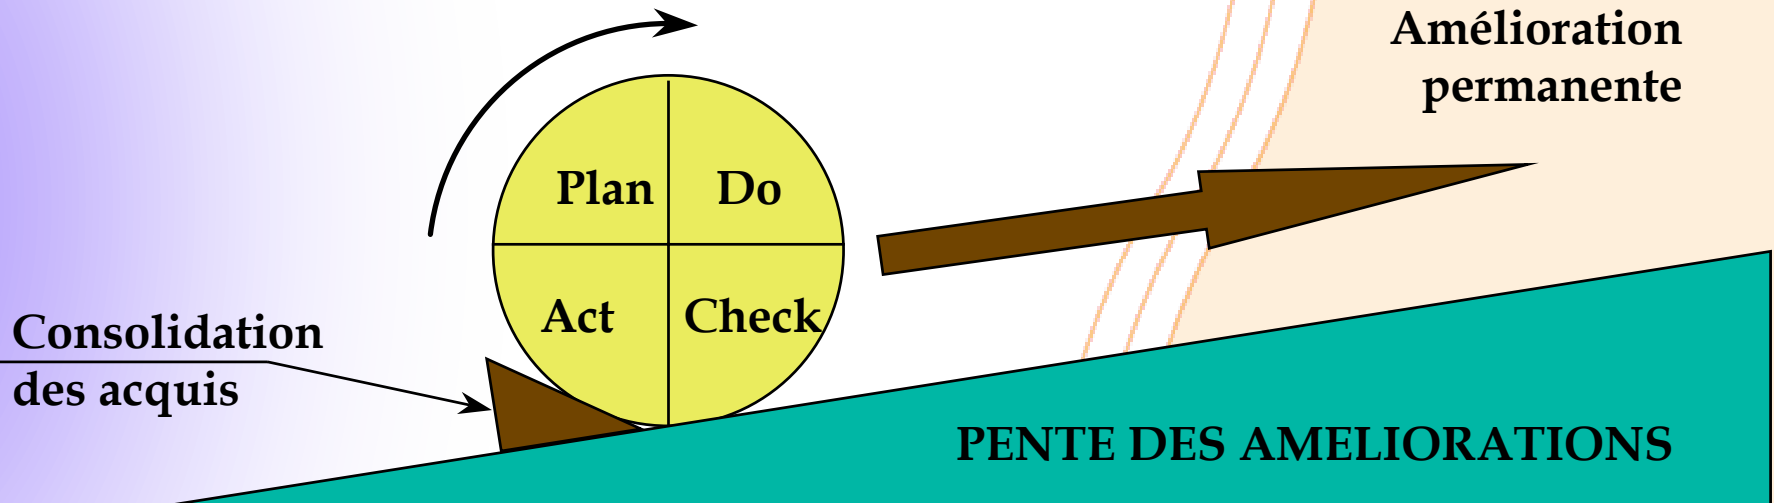 Amélioration
permanente
Plan
Do
Act
Check
Consolidation
des acquis
PENTE DES AMELIORATIONS